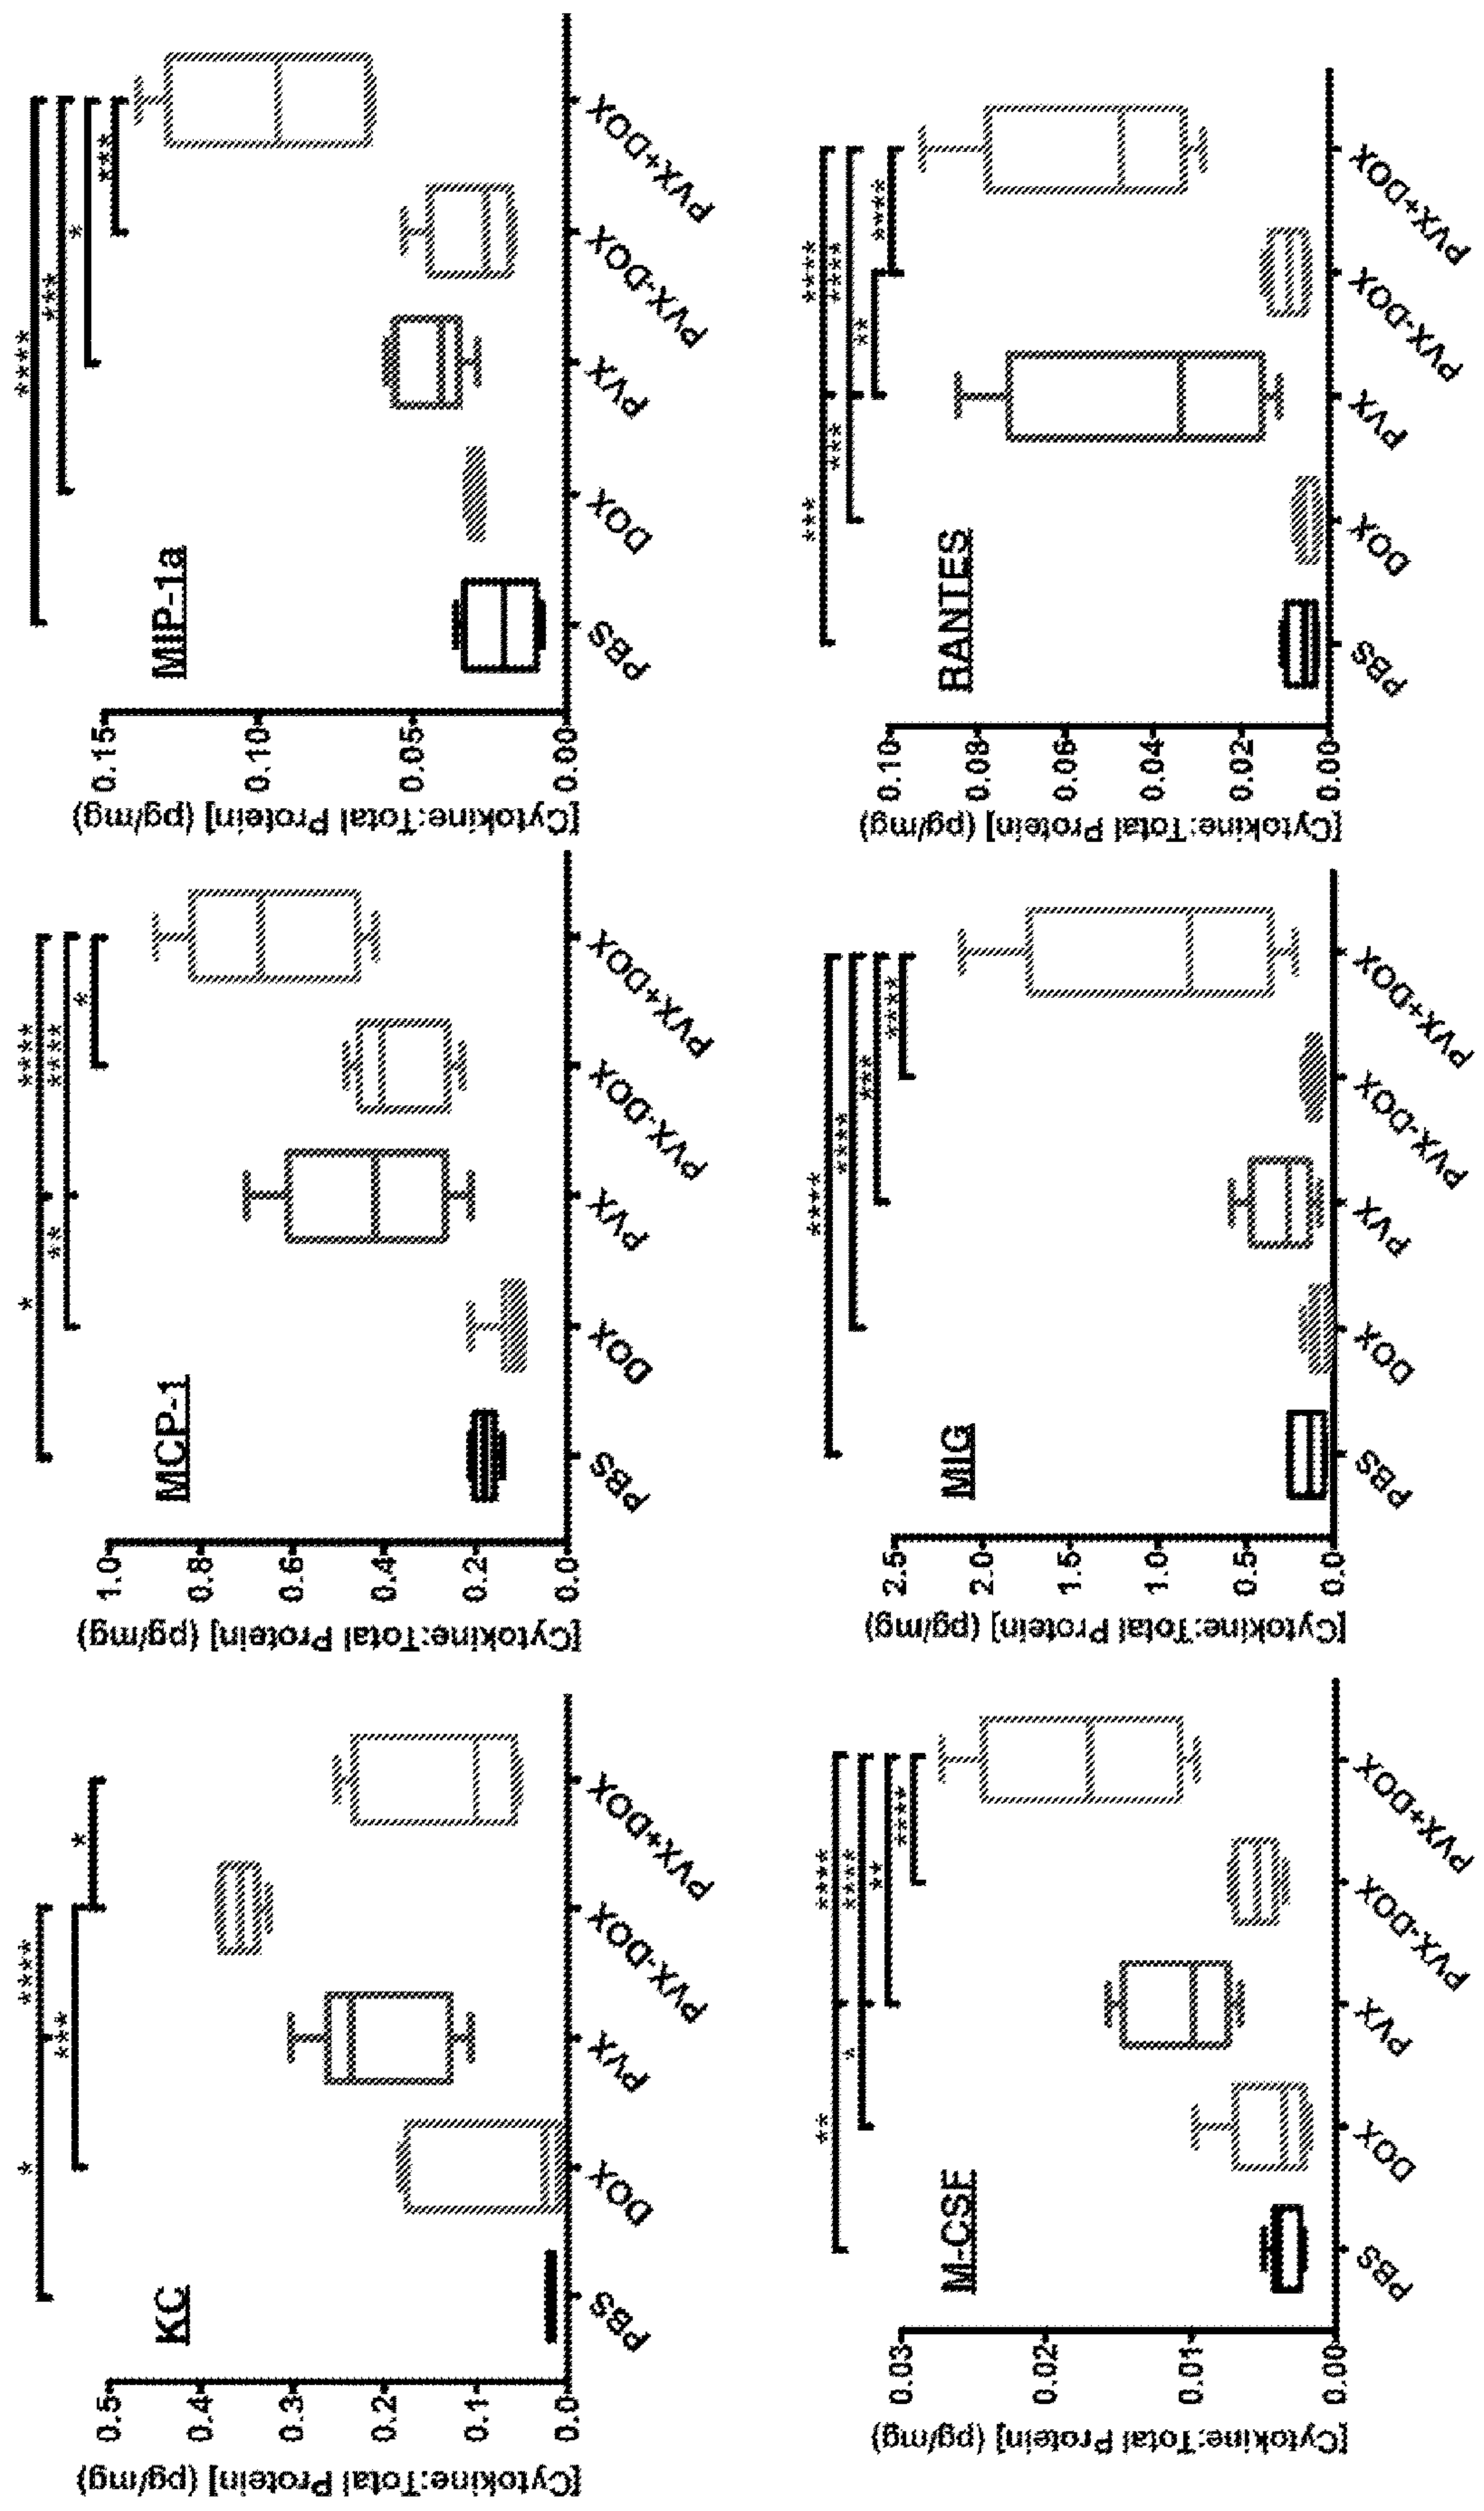 KC
[Cytokine:Total Protein] (pg/mg)
0.5
0.4
0.3
0.2
0.1
0.0
* ****
***
*
PBS
DOX
PVX
PVX-DOX
PVX+DOX
MCP-1
[Cytokine:Total Protein] (pg/mg)
1.0
0.8
0.6
0.4
0.2
0.0
* ****
** ****
*
PBS
DOX
PVX
PVX-DOX
PVX+DOX
MIP-1a
[Cytokine:Total Protein] (pg/mg)
0.15
0.10
0.05
0.00
****
***
*
***
PBS
DOX
PVX
PVX-DOX
PVX+DOX
M-CSF
[Cytokine:Total Protein] (pg/mg)
0.03
0.02
0.01
0.00
** ****
* ****
**
****
PBS
DOX
PVX
PVX-DOX
PVX+DOX
MIG
[Cytokine:Total Protein] (pg/mg)
2.5
2.0
1.5
1.0
0.5
0.0
****
****
***
****
PBS
DOX
PVX
PVX-DOX
PVX+DOX
RANTES
[Cytokine:Total Protein] (pg/mg)
0.10
0.08
0.06
0.04
0.02
0.00
*** ****
*** ****
**
****
PBS
DOX
PVX
PVX-DOX
PVX+DOX